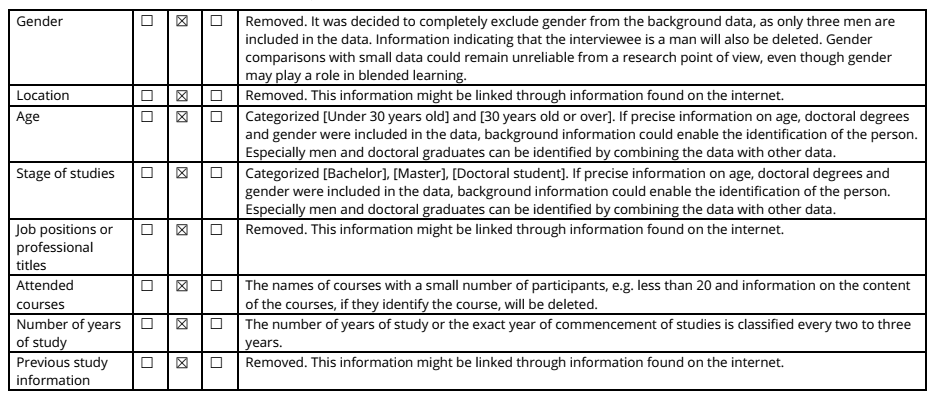 Gender ☐ ☒ ☐ Removed. It was decided to completely exclude gender from the background data, as only three men are
included in the data. Information indicating that the interviewee is a man will also be deleted. Gender
comparisons with small data could remain unreliable from a research point of view, even though gender
may play a role in blended learning.
Location ☐ ☒ ☐ Removed. This information might be linked through information found on the internet.
Age ☐ ☒ ☐ Categorized [Under 30 years old] and [30 years old or over]. If precise information on age, doctoral degrees
and gender were included in the data, background information could enable the identification of the person.
Especially men and doctoral graduates can be identified by combining the data with other data.
Stage of studies ☐ ☒ ☐ Categorized [Bachelor], [Master], [Doctoral student]. If precise information on age, doctoral degrees and
gender were included in the data, background information could enable the identification of the person.
Especially men and doctoral graduates can be identified by combining the data with other data.
Job positions or
professional
titles
☐ ☒ ☐ Removed. This information might be linked through information found on the internet.
Attended
courses
☐ ☒ ☐ The names of courses with a small number of participants, e.g. less than 20 and information on the content
of the courses, if they identify the course, will be deleted.
Number of years
of study
☐ ☒ ☐ The number of years of study or the exact year of commencement of studies is classified every two to three
years.
Previous study
information
☐ ☒ ☐ Removed. This information might be linked through information found on the internet.